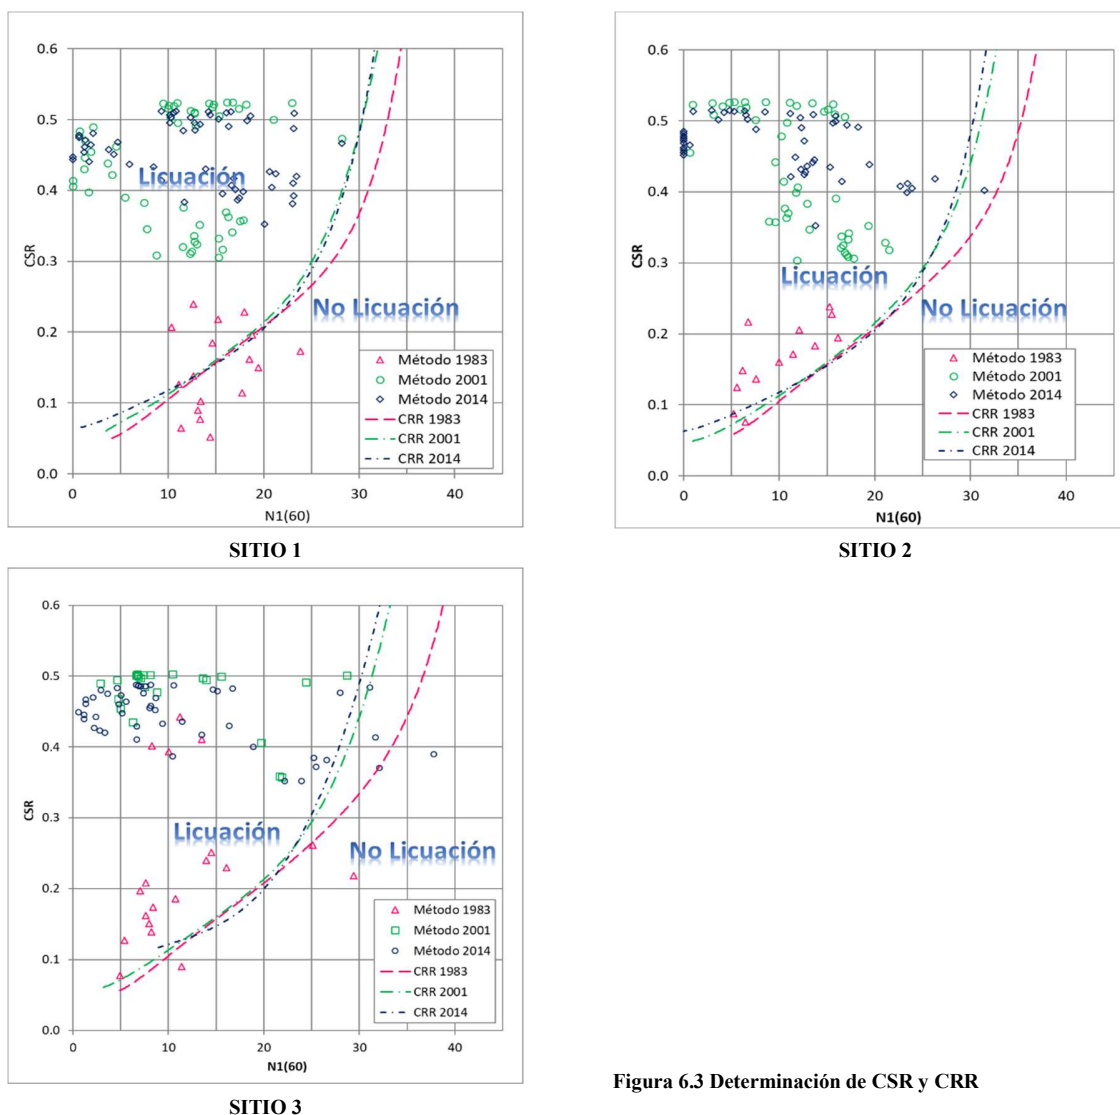 0.6
0.5
0.4
0.3
0.2
0.1
0.0
CSR
Licuación
No Licuación
Método 1983
Método 2001
Método 2014
CRR 1983
CRR 2001
CRR 2014
0 10 20 30 40
N1(60)
SITIO 1
0.6
0.5
0.4
0.3
0.2
0.1
0.0
CSR
Licuación
No Licuación
Método 1983
Método 2001
Método 2014
CRR 1983
CRR 2001
CRR 2014
0 10 20 30 40
N1(60)
SITIO 2
0.6
0.5
0.4
0.3
0.2
0.1
0.0
CSR
Licuación
No Licuación
Método 1983
Método 2001
Método 2014
CRR 1983
CRR 2001
CRR 2014
0 10 20 30 40
N1(60)
SITIO 3
Figura 6.3 Determinación de CSR y CRR